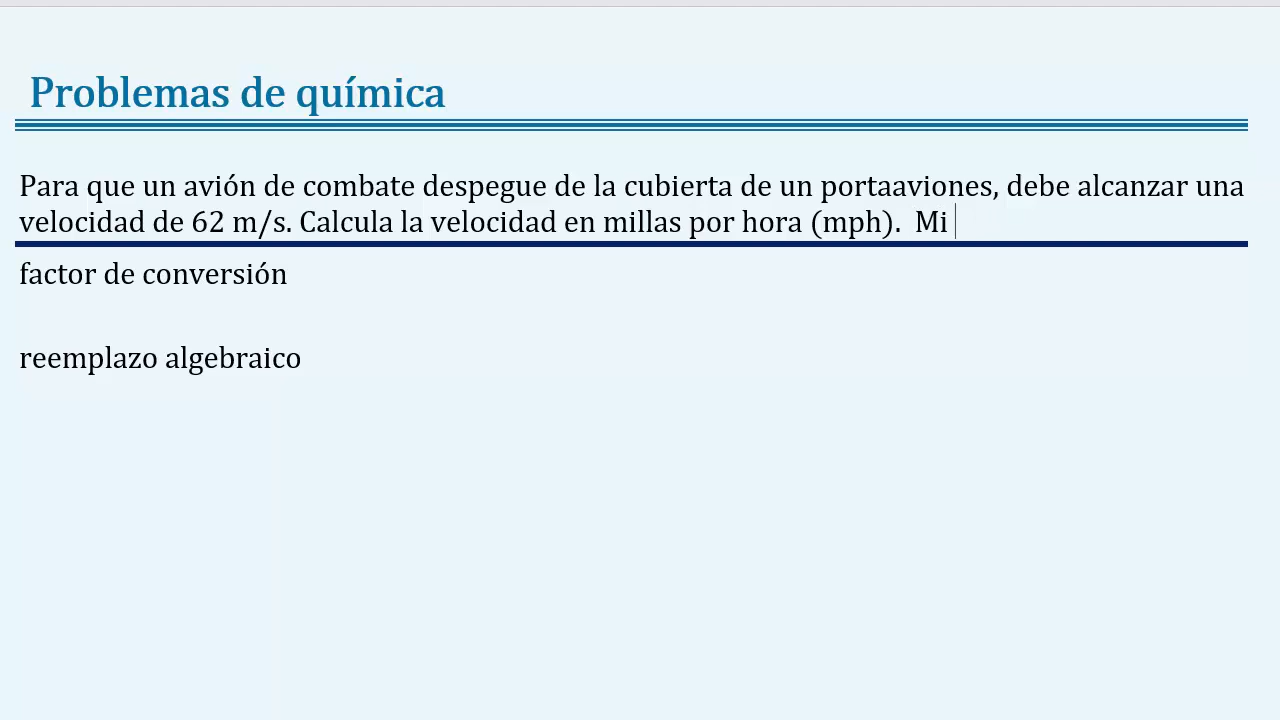 Problemas de química
Para que un avión de combate despegue de la cubierta de un portaaviones, debe alcanzar una
velocidad de 62 m/s. Calcula la velocidad en millas por hora (mph).  Mi
factor de conversión
reemplazo algebraico